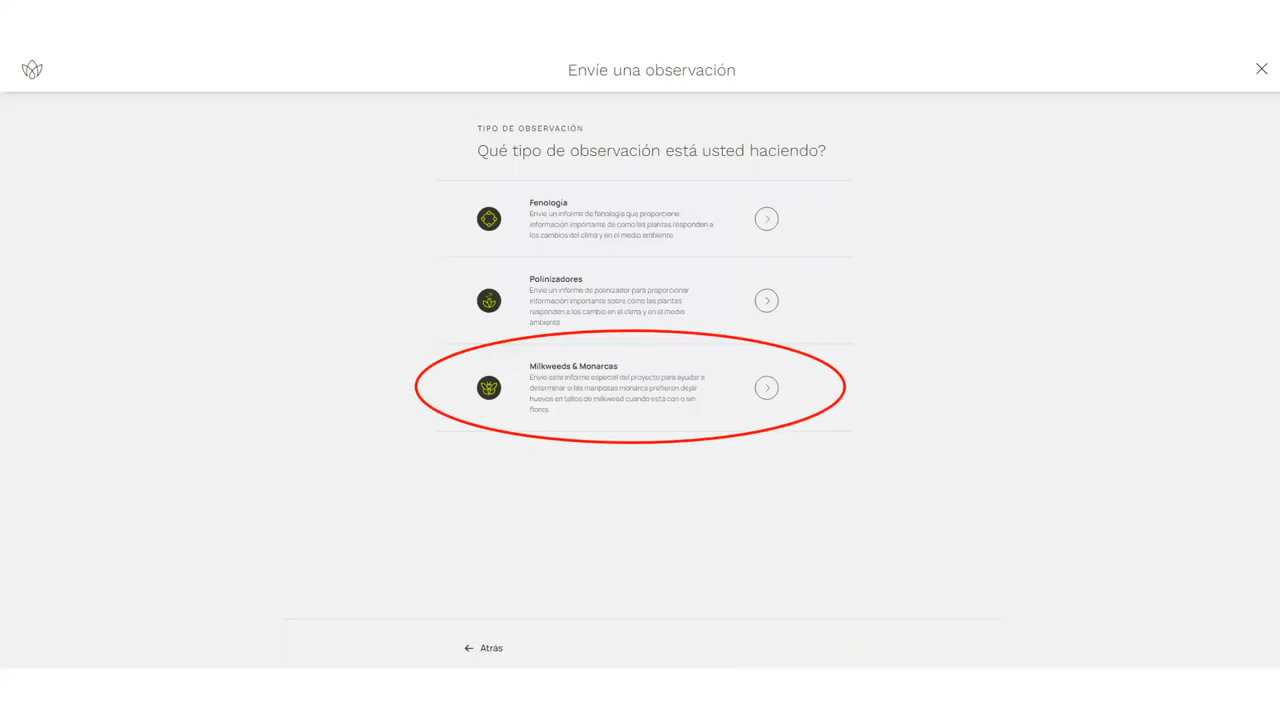 Envíe una observación
TIPO DE OBSERVACIÓN
Qué tipo de observación está usted haciendo?
Fenología
Envíe un informe de fenología que proporcione
información importante de como les plantas responden a
los cambios del clima y en el medio ambiente
Polinizadores
Envíe un informe de polinizador para proporcionar
información importante sobre cómo las plantas
responden a los cambio en el clima y en el medio
ambiente
Milkweeds & Monarcas
Envíe este informe especial del proyecto para ayudar a
determinar si las mariposas monarca prefieren dejar
huevos en tallos de milkweed cuando está con o sin
flores
Atrás